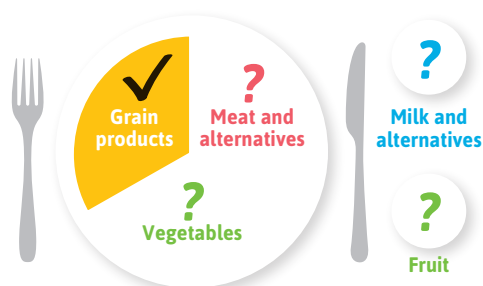 Grain
products
?
Meat and
alternatives
?
Vegetables
?
Milk and
alternatives
?
Fruit